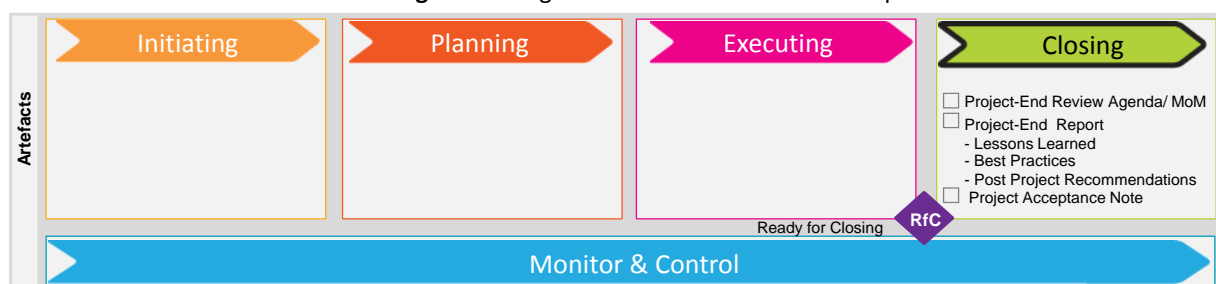 Artefacts
Initiating
Planning
Executing
Closing
Project-End Review Agenda/ MoM
Project-End Report
- Lessons Learned
- Best Practices
- Post Project Recommendations
Project Acceptance Note
Ready for Closing
RfC
Monitor & Control